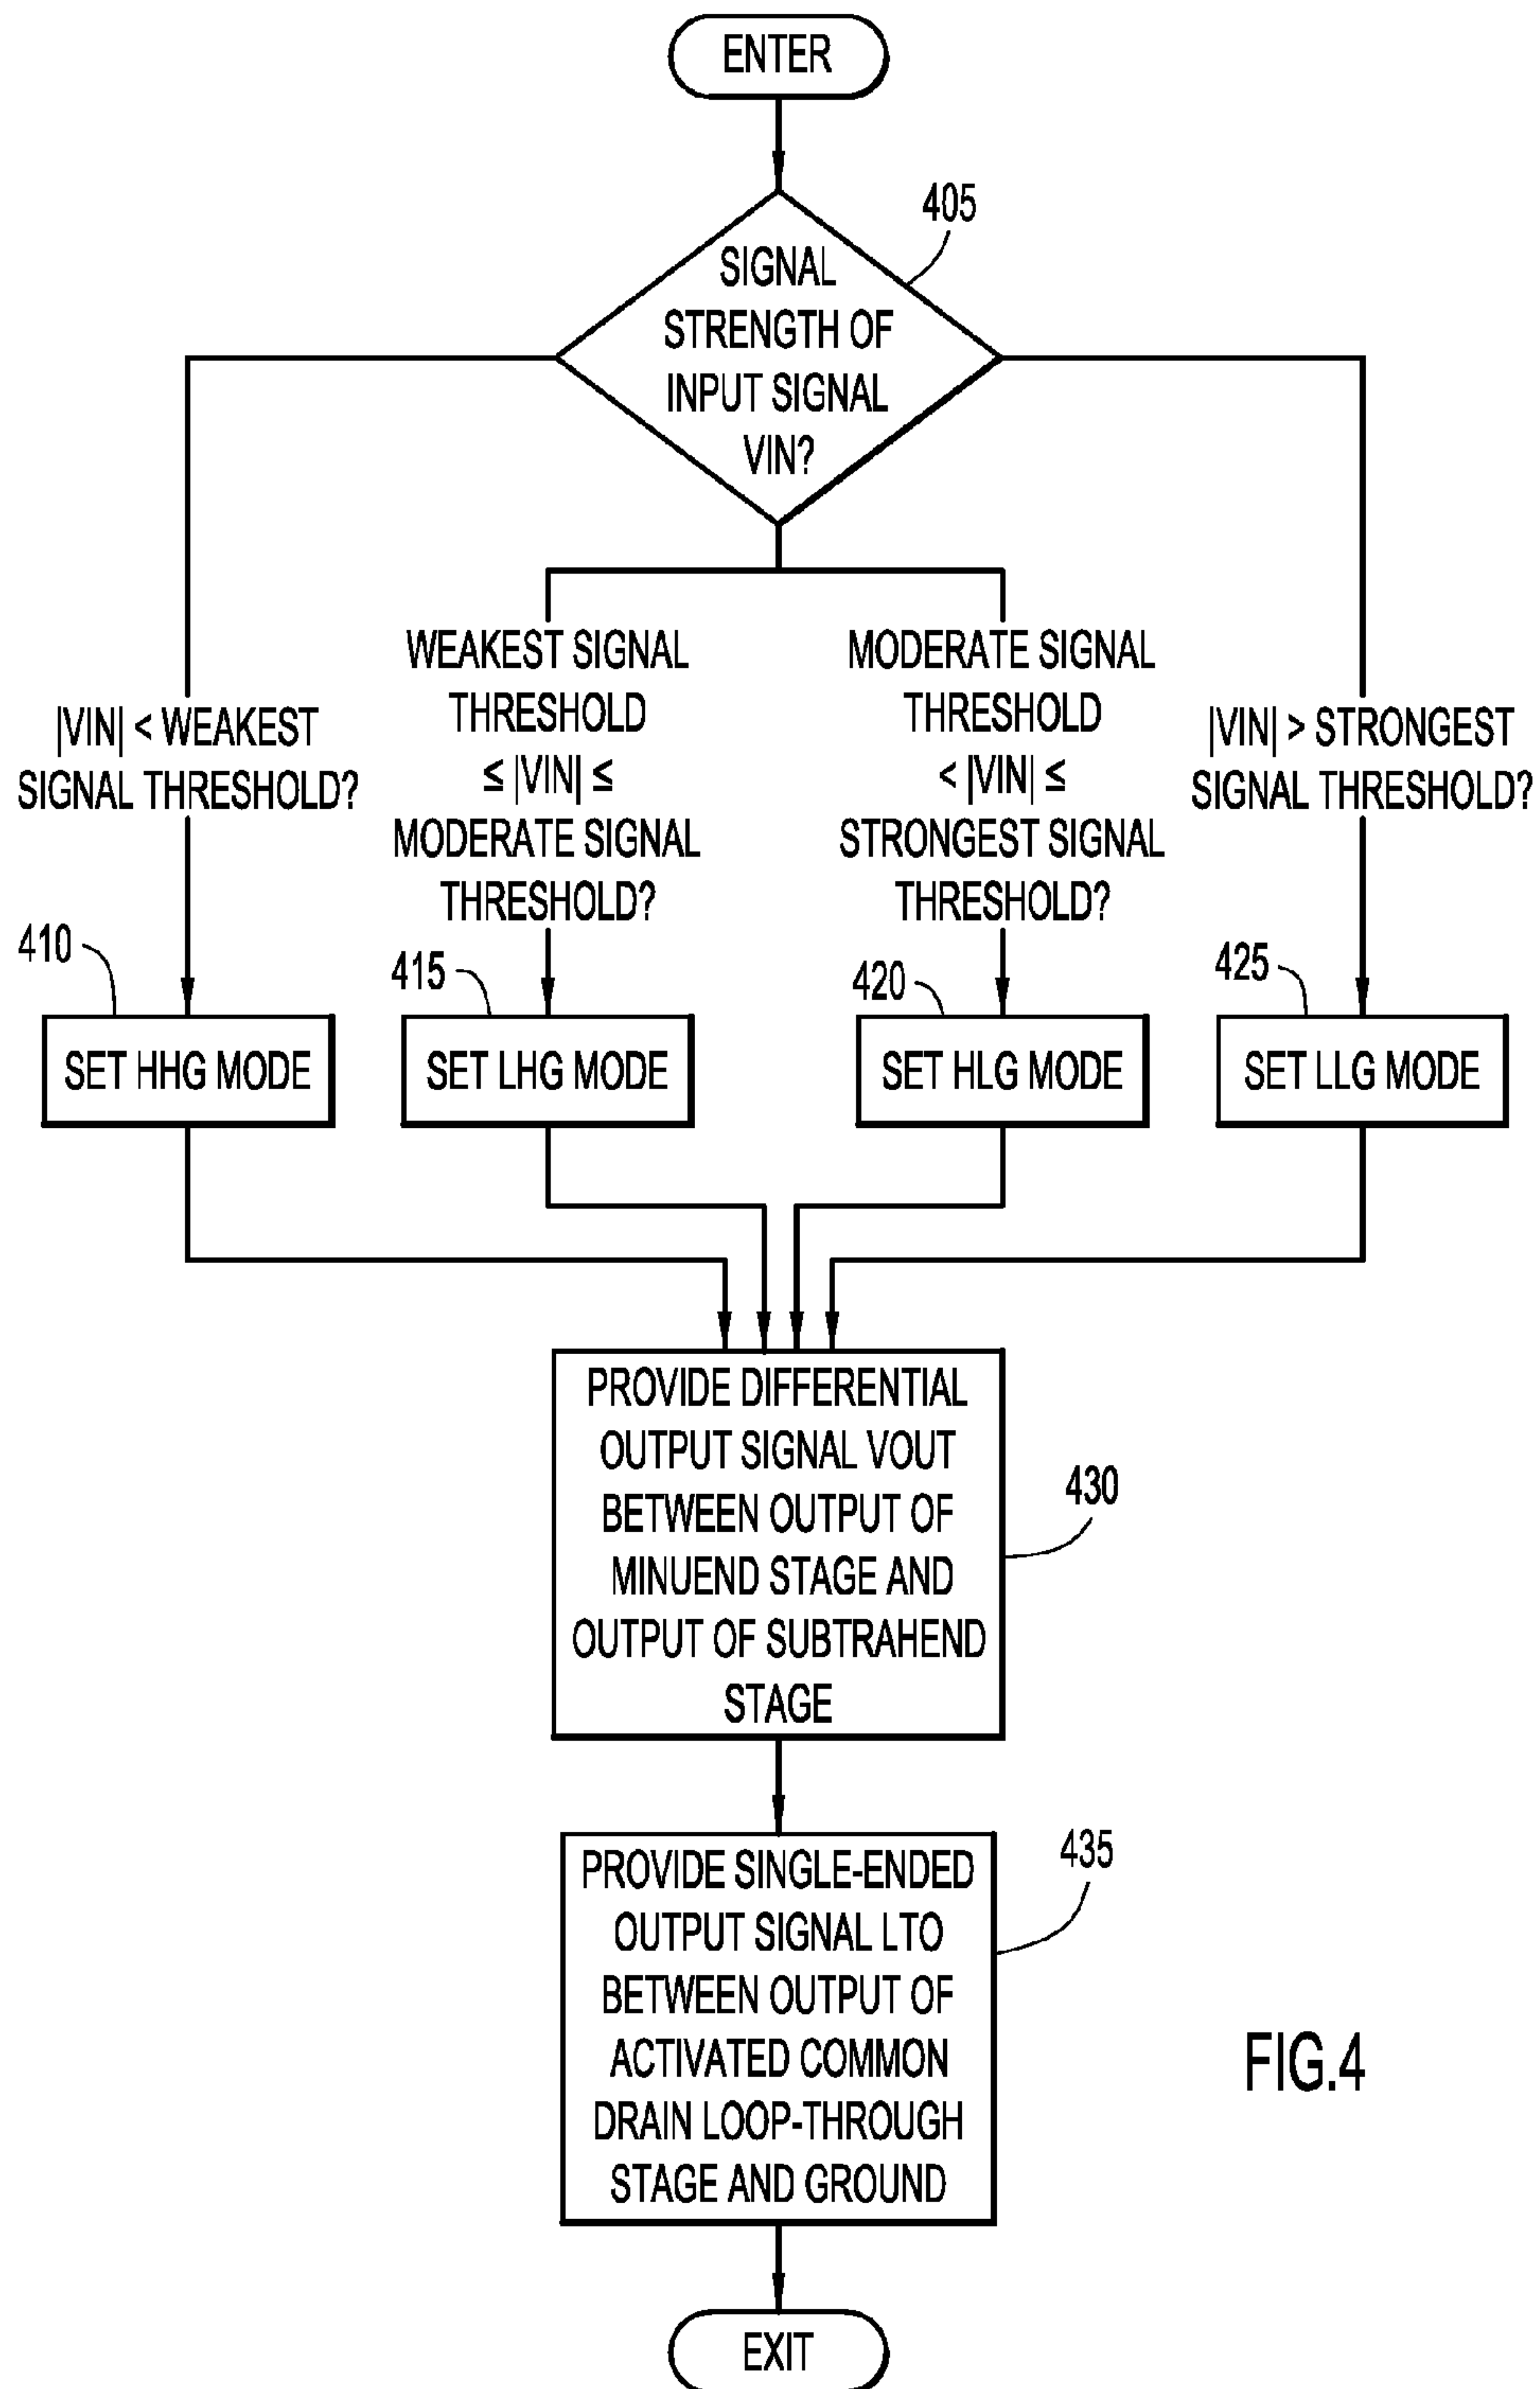 ENTER
405
SIGNAL
STRENGTH OF
INPUT SIGNAL
VIN?
|VIN| < WEAKEST
SIGNAL THRESHOLD?
WEAKEST SIGNAL
THRESHOLD
≤ |VIN| ≤
MODERATE SIGNAL
THRESHOLD?
MODERATE SIGNAL
THRESHOLD
< |VIN| ≤
STRONGEST SIGNAL
THRESHOLD?
|VIN| > STRONGEST
SIGNAL THRESHOLD?
410
SET HHG MODE
415
SET LHG MODE
420
SET HLG MODE
425
SET LLG MODE
PROVIDE DIFFERENTIAL
OUTPUT SIGNAL VOUT
BETWEEN OUTPUT OF
MINUEND STAGE AND
OUTPUT OF SUBTRAHEND
STAGE
430
PROVIDE SINGLE-ENDED
OUTPUT SIGNAL LTO
BETWEEN OUTPUT OF
ACTIVATED COMMON
DRAIN LOOP-THROUGH
STAGE AND GROUND
435
EXIT
FIG.4